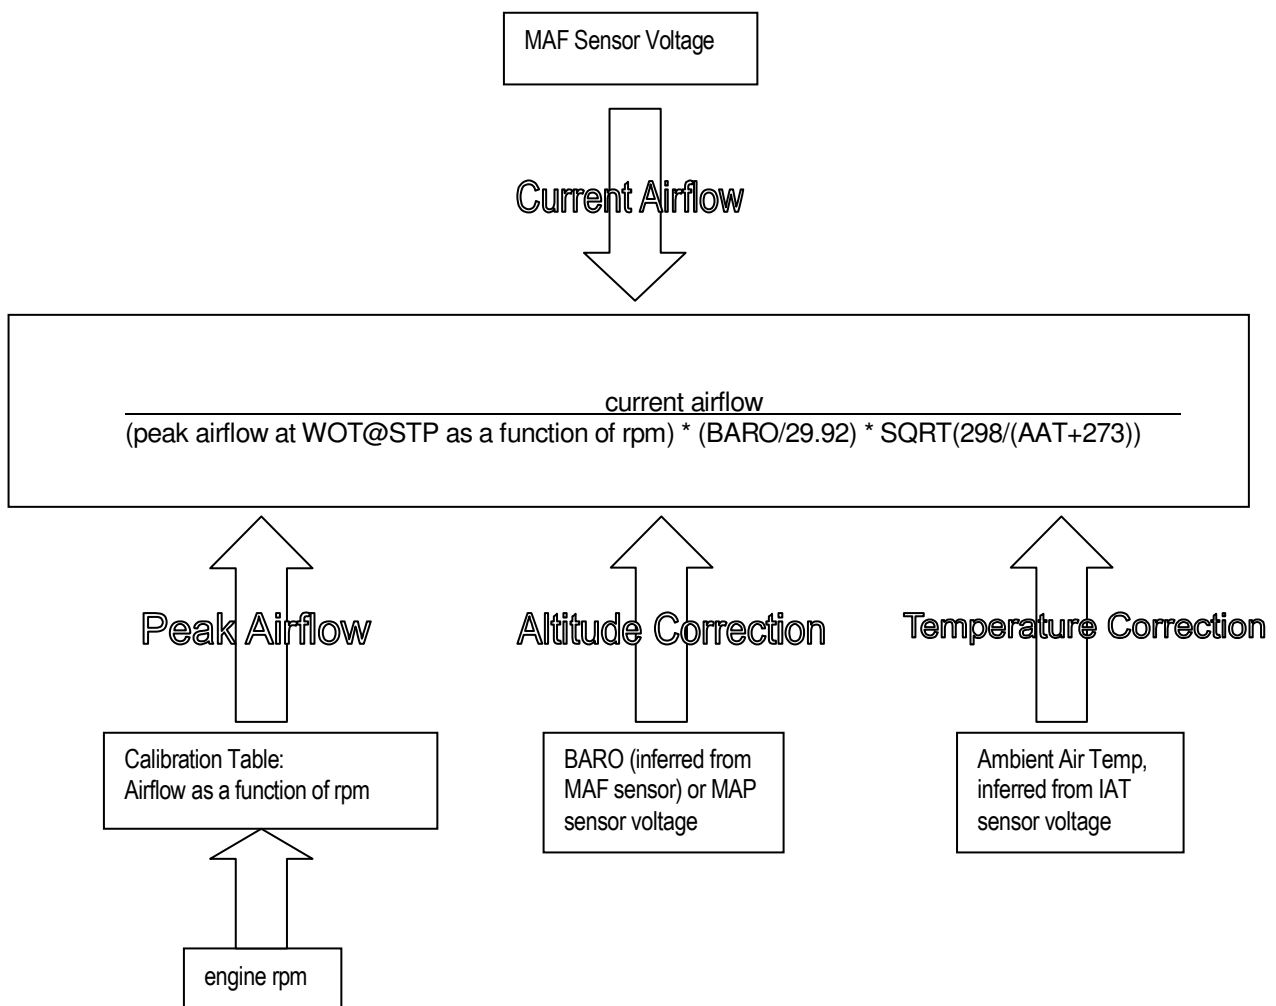 MAF Sensor Voltage
Current Airflow
current airflow
(peak airflow at WOT@STP as a function of rpm) * (BARO/29.92) * SQRT(298/(AAT+273))
Peak Airflow
Altitude Correction
Temperature Correction
Calibration Table:
Airflow as a function of rpm
BARO (inferred from
MAF sensor) or MAP
sensor voltage
Ambient Air Temp,
inferred from IAT
sensor voltage
engine rpm